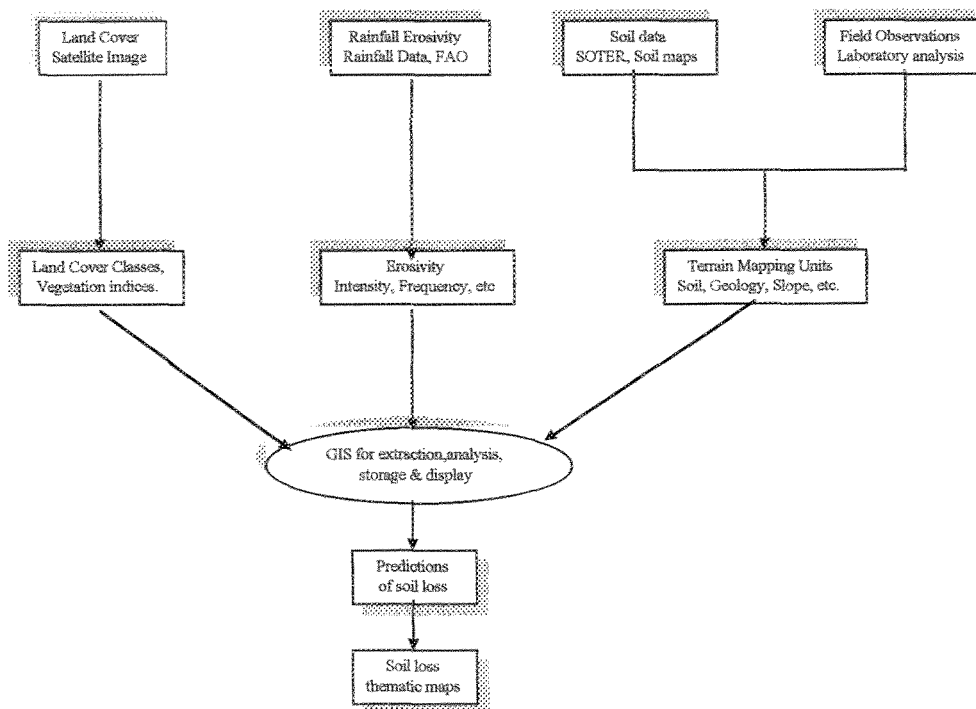 Land Cover
Satellite Image
Rainfall Erosivity
Rainfall Data, FAO
Soil data
SOTER, Soil maps
Field Observations
Laboratory analysis
Land Cover Classes,
Vegetation indices.
Erosivity
Intensity, Frequency, etc
Terrain Mapping Units
Soil, Geology, Slope, etc.
GIS for extraction,analysis,
storage & display
Predictions
of soil loss
Soil loss
thematic maps